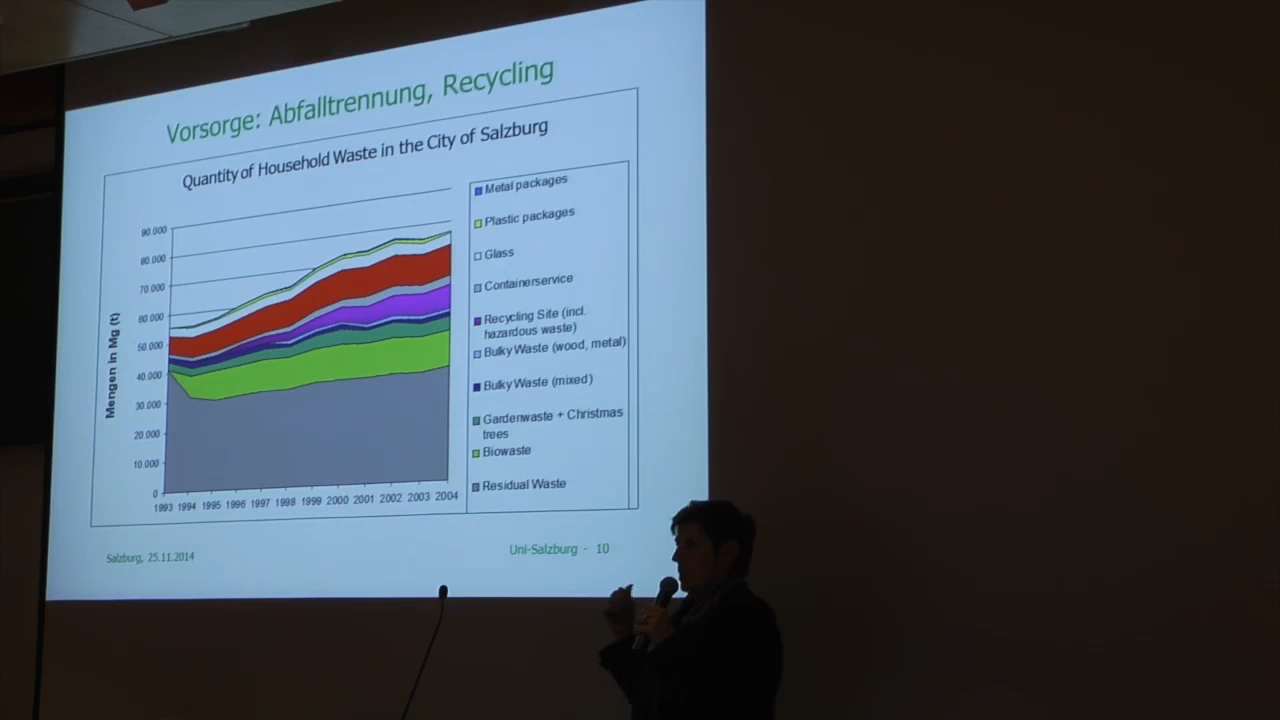 Vorsorge: Abfalltrennung, Recycling
Quantity of Household Waste in the City of Salzburg
Mengen in Mg (t)
90.000
80.000
70.000
60.000
50.000
40.000
30.000
20.000
10.000
0
1993 1994 1995 1996 1997 1998 1999 2000 2001 2002 2003 2004
Metal packages
Plastic packages
Glass
Containerservice
Recycling Site (incl.
hazardous waste)
Bulky Waste (wood, metal)
Bulky Waste (mixed)
Gardenwaste + Christmas
trees
Biowaste
Residual Waste
Salzburg, 25.11.2014
Uni-Salzburg - 10